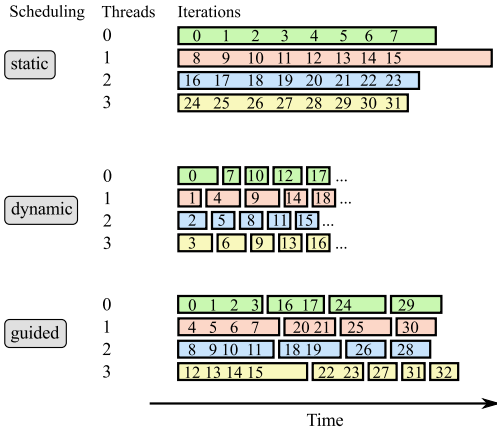 Scheduling Threads Iterations
0 0 1 2 3 4 5 6 7
static
1 8 9 10 11 12 13 14 15
2 16 17 18 19 20 21 22 23
3 24 25 26 27 28 29 30 31
0 0 7 10 12 17 ...
dynamic
1 1 4 9 14 18 ...
2 2 5 8 11 15 ...
3 3 6 9 13 16 ...
0 0 1 2 3 16 17 24 29
guided
1 4 5 6 7 20 21 25 30
2 8 9 10 11 18 19 26 28
3 12 13 14 15 22 23 27 31 32
Time